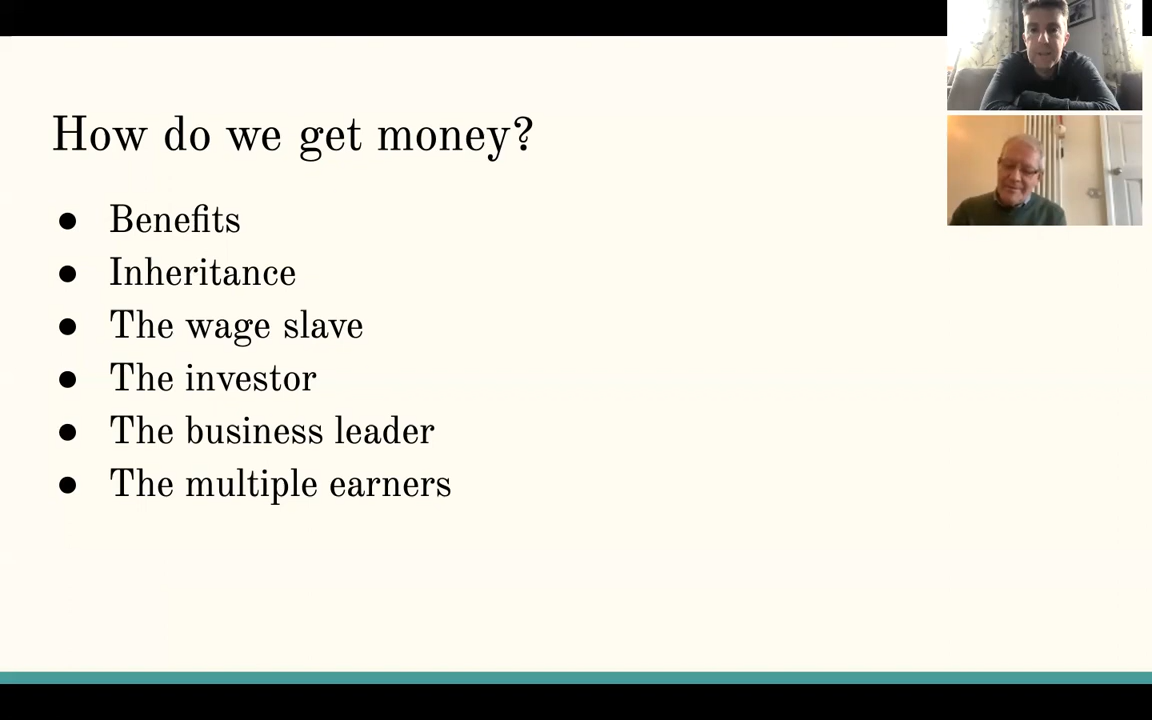 How do we get money?
● Benefits
● Inheritance
● The wage slave
● The investor
● The business leader
● The multiple earners